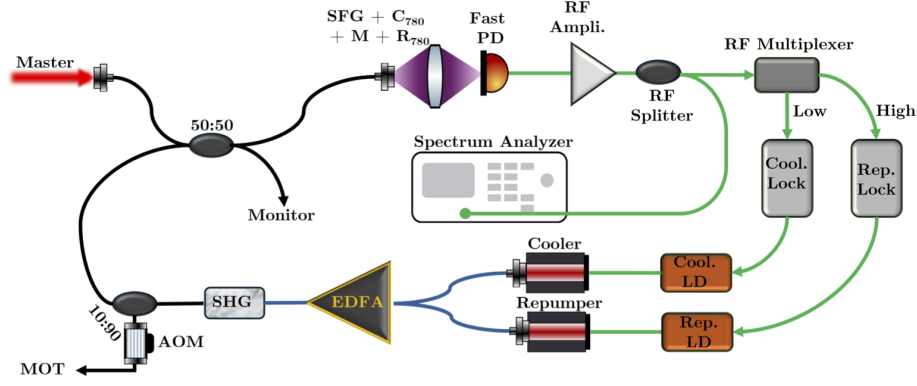 SFG + C₇₈₀
+ M + R₇₈₀
Fast
PD
RF
Ampli.
RF Multiplexer
Master
50:50
RF
Splitter
Low
High
Spectrum Analyzer
Cool.
Lock
Rep.
Lock
Monitor
Cooler
Cool.
LD
SHG
EDFA
Repumper
Rep.
LD
10:90
AOM
MOT